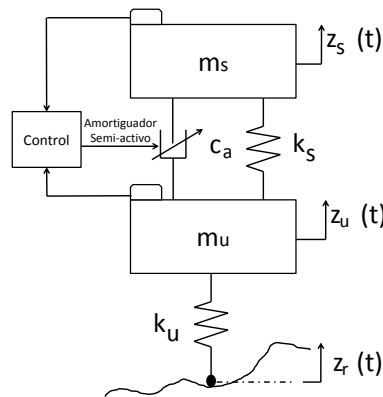 z_s (t)
m_s
Amortiguador
Semi-activo
Control
c_a
k_s
z_u (t)
m_u
k_u
z_r (t)